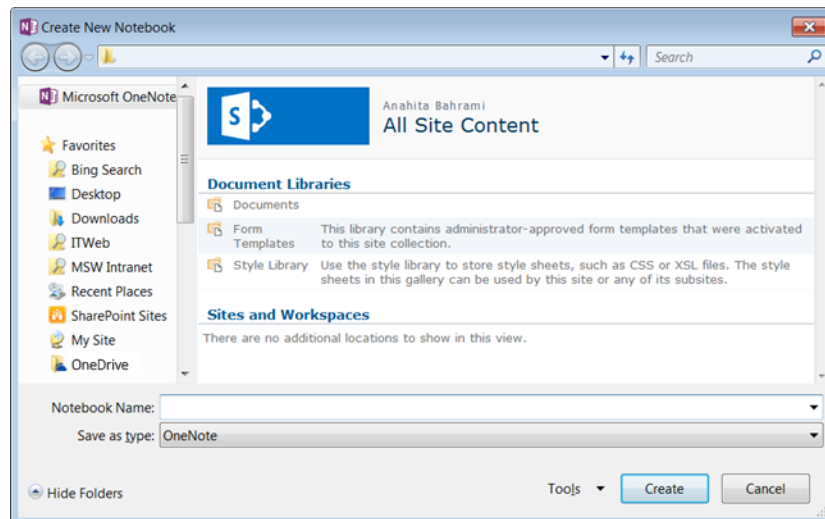 Create New Notebook
Search
Microsoft OneNote
Favorites
Bing Search
Desktop
Downloads
ITWeb
MSW Intranet
Recent Places
SharePoint Sites
My Site
OneDrive
Anahita Bahrami
All Site Content
Document Libraries
Documents
Form Templates
This library contains administrator-approved form templates that were activated
to this site collection.
Style Library
Use the style library to store style sheets, such as CSS or XSL files. The style
sheets in this gallery can be used by this site or any of its subsites.
Sites and Workspaces
There are no additional locations to show in this view.
Notebook Name:
Save as type: OneNote
Hide Folders
Tools
Create
Cancel